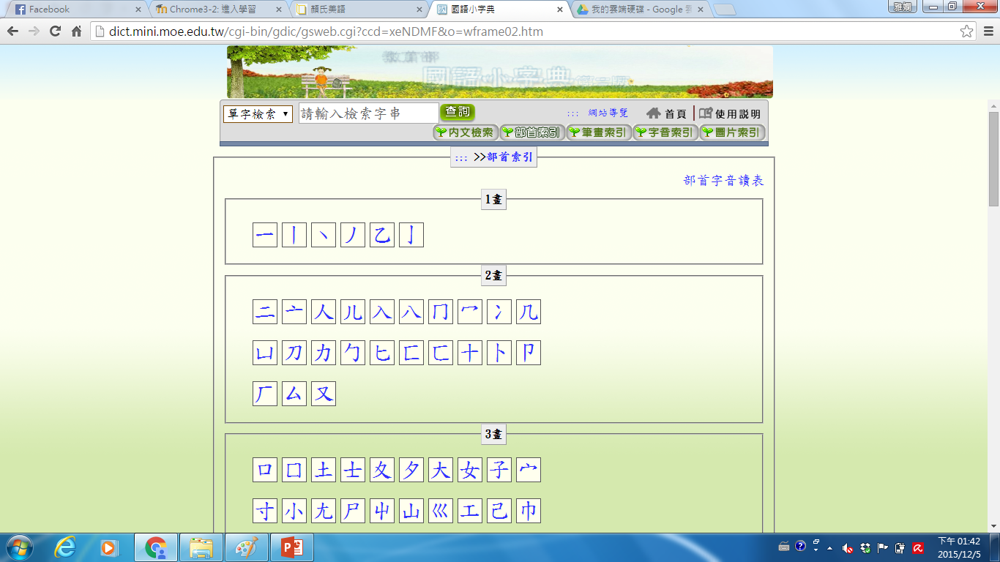 Facebook
Chrome3-2: 進入學習
顏氏美語
國語小字典
我的雲端硬碟 - Google 雲
雅嫻
dict.mini.moe.edu.tw/cgi-bin/gdic/gsweb.cgi?ccd=xeNDMF&o=wframe02.htm
教育部
國語小字典 第二版
單字檢索 請輸入檢索字串 查詢 ::: 網站導覽 首頁 使用說明
內文檢索 部首索引 筆畫索引 字音索引 圖片索引
::: >>部首索引
部首字音讀表
1畫
一 丨 丶 丿 乙 亅
2畫
二 亠 人 儿 入 八 冂 冖 冫 几
凵 刀 力 勹 匕 匚 匸 十 卜 卩
厂 厶 又
3畫
口 囗 土 士 夊 夕 大 女 子 宀
寸 小 尢 尸 屮 山 巛 工 己 巾
下午 01:42
2015/12/5